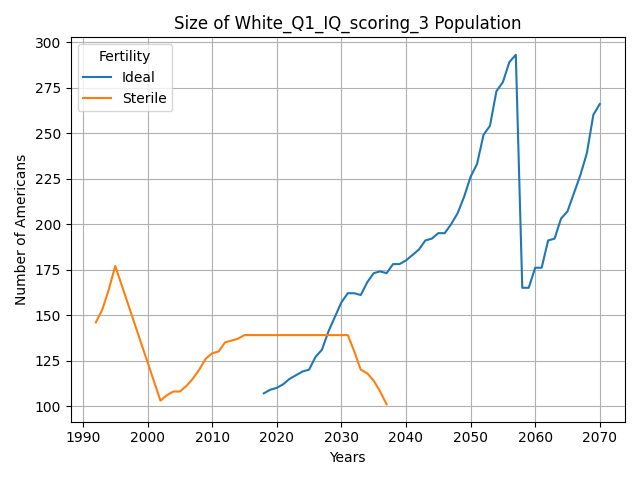 Size of White_Q1_IQ_scoring_3 Population
Fertility
Ideal
Sterile
Number of Americans
300
275
250
225
200
175
150
125
100
1990 2000 2010 2020 2030 2040 2050 2060 2070
Years